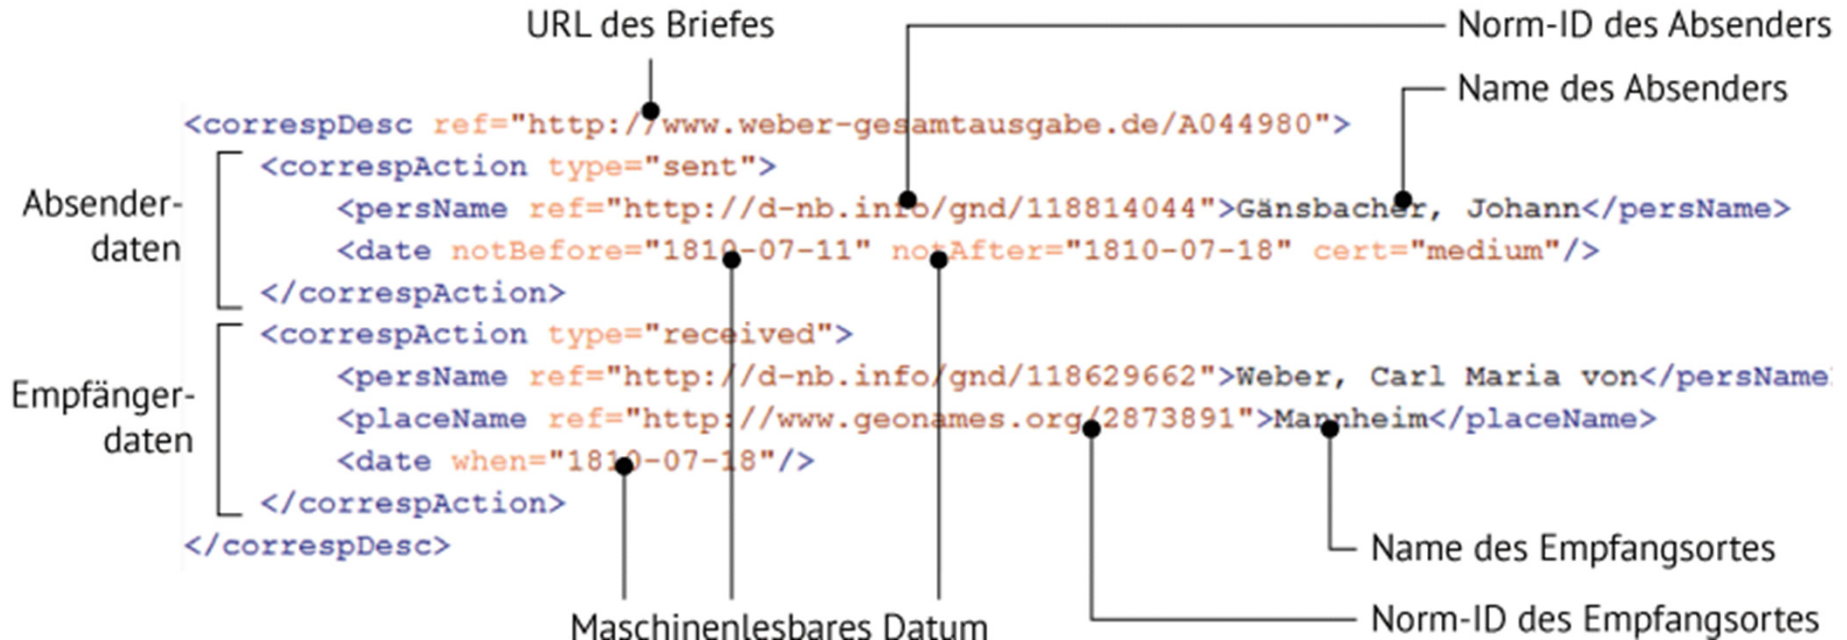 URL des Briefes
Norm-ID des Absenders
Name des Absenders
<correspDesc ref="http://www.weber-gesamtausgabe.de/A044980">
<correspAction type="sent">
Absender-
daten
<persName ref="http://d-nb.info/gnd/118814044">Gänsbacher, Johann</persName>
<date notBefore="1810-07-11" notAfter="1810-07-18" cert="medium"/>
</correspAction>
<correspAction type="received">
Empfänger-
daten
<persName ref="http://d-nb.info/gnd/118629662">Weber, Carl Maria von</persName
<placeName ref="http://www.geonames.org/2873891">Mannheim</placeName>
<date when="1810-07-18"/>
</correspAction>
</correspDesc>
Name des Empfangsortes
Norm-ID des Empfangsortes
Maschinenlesbares Datum